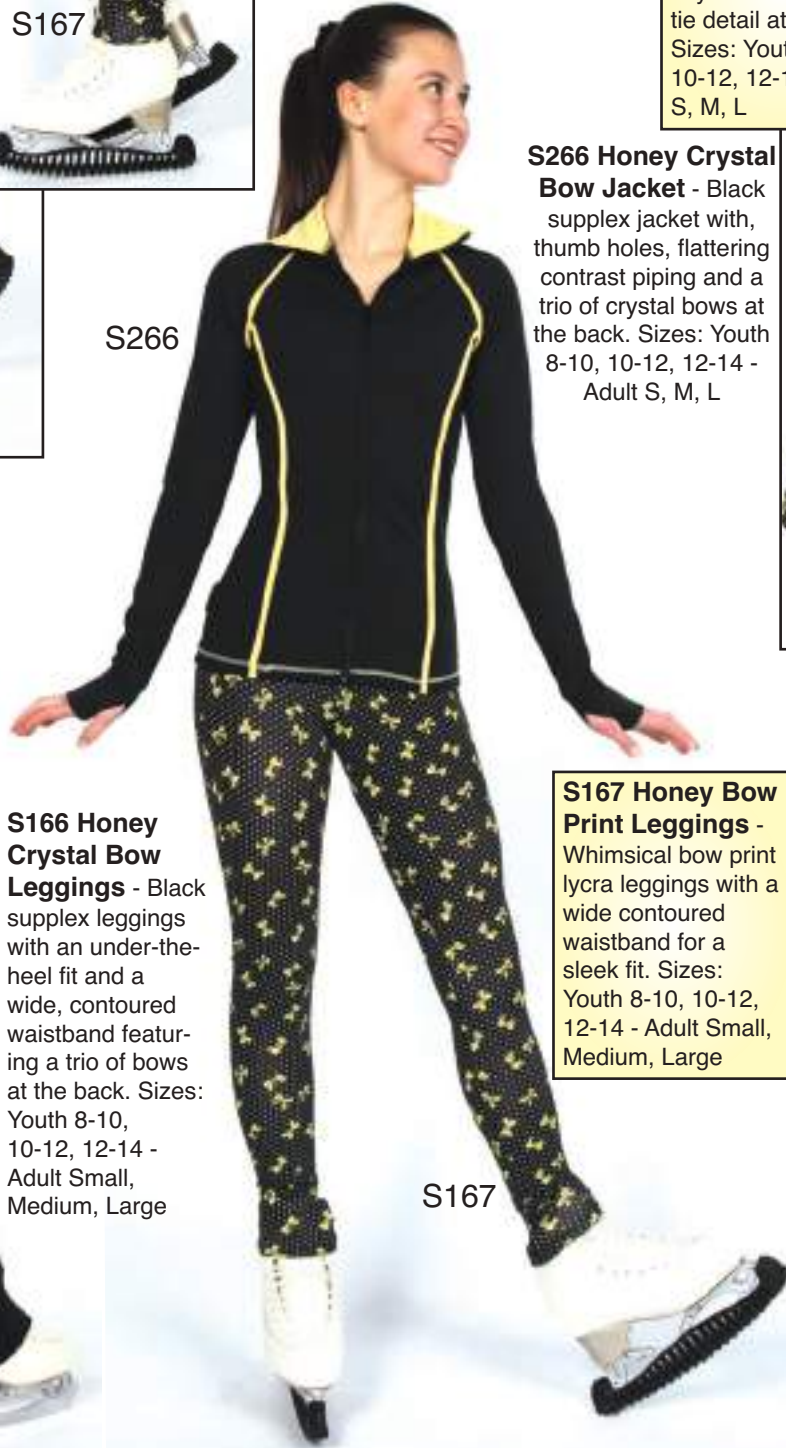 S167
tie detail at
Sizes: Yout
10-12, 12-1
S, M, L
S266 Honey Crystal
Bow Jacket - Black
supplex jacket with,
thumb holes, flattering
contrast piping and a
trio of crystal bows at
the back. Sizes: Youth
8-10, 10-12, 12-14 -
Adult S, M, L
S266
S166 Honey
Crystal Bow
Leggings - Black
supplex leggings
with an under-the-
heel fit and a
wide, contoured
waistband featur-
ing a trio of bows
at the back. Sizes:
Youth 8-10,
10-12, 12-14 -
Adult Small,
Medium, Large
S167 Honey Bow
Print Leggings -
Whimsical bow print
lycra leggings with a
wide contoured
waistband for a
sleek fit. Sizes:
Youth 8-10, 10-12,
12-14 - Adult Small,
Medium, Large
S167